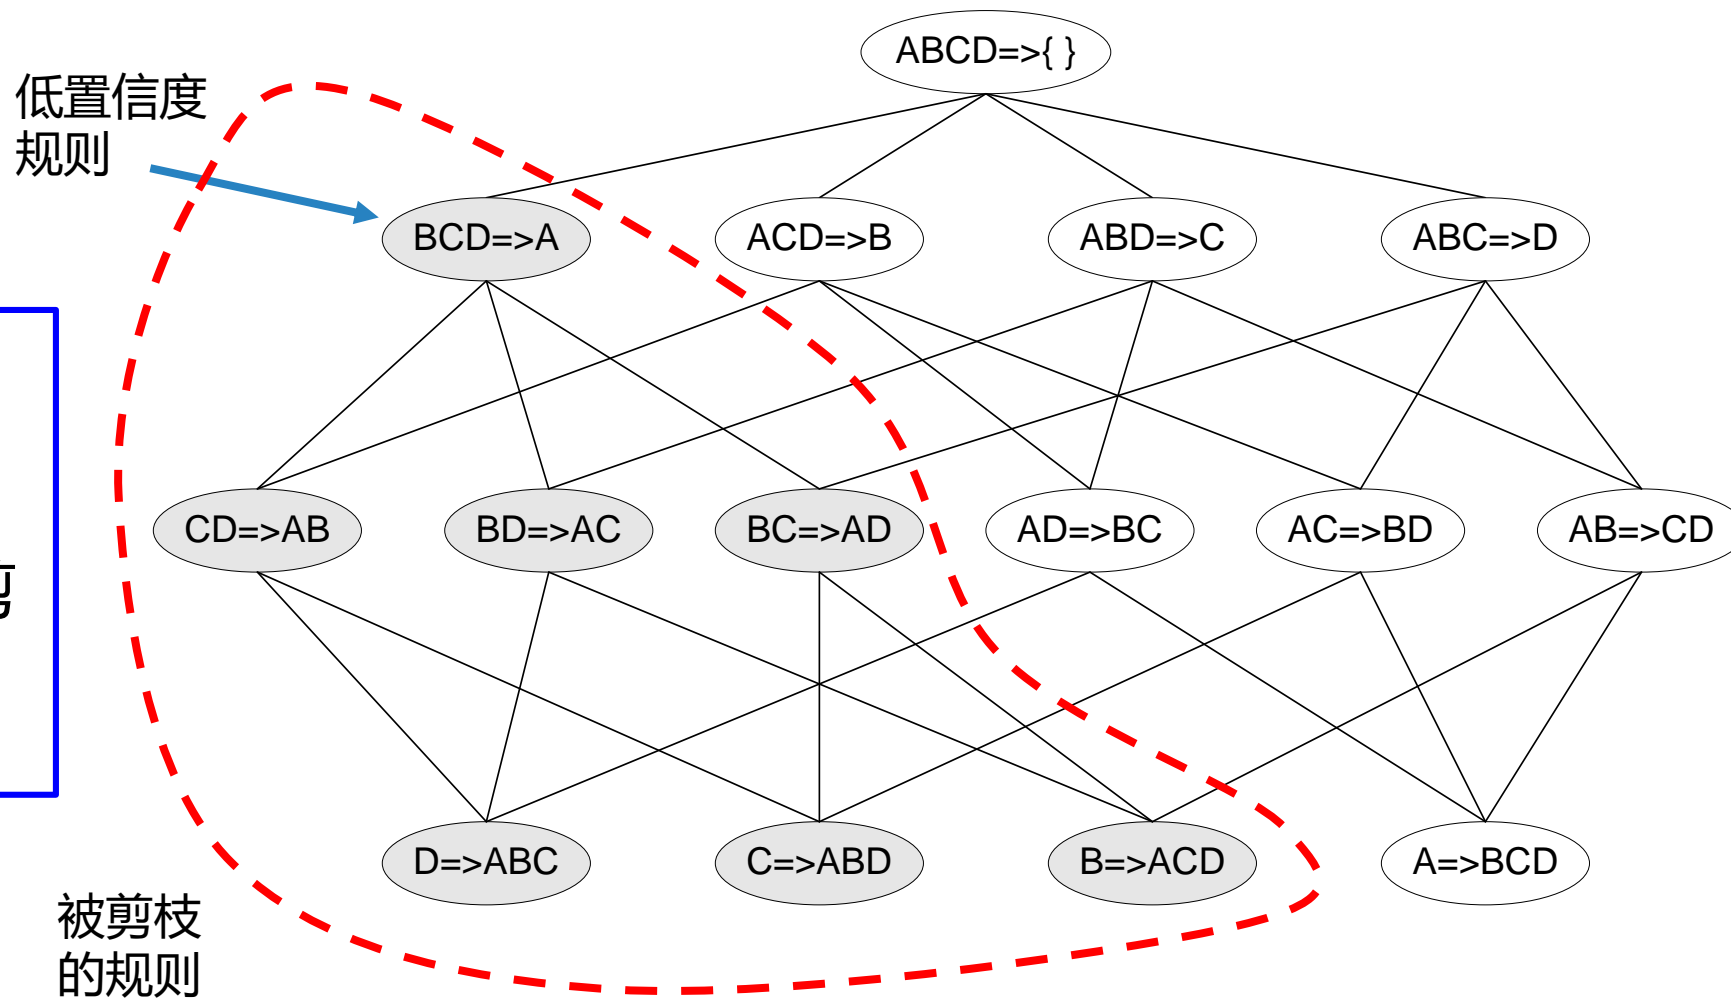 ABCD=>{ }
低置信度
规则
BCD=>A
ACD=>B
ABD=>C
ABC=>D
CD=>AB
BD=>AC
BC=>AD
AD=>BC
AC=>BD
AB=>CD
剪
D=>ABC
C=>ABD
B=>ACD
A=>BCD
被剪枝
的规则